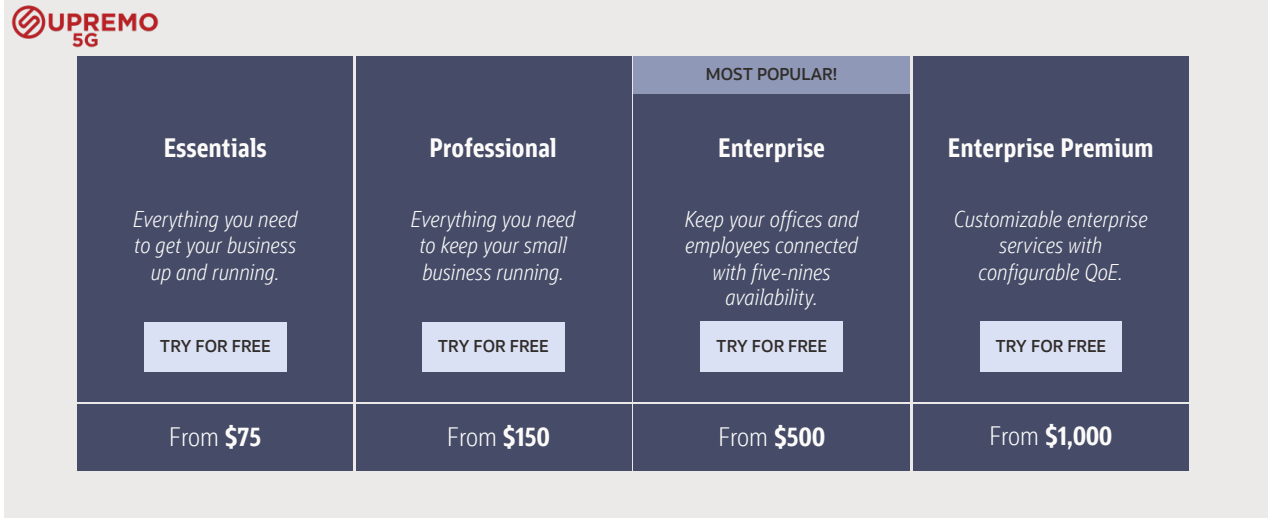 SUPREMO
5G
MOST POPULAR!
Essentials
Everything you need
to get your business
up and running.
TRY FOR FREE
From $75
Professional
Everything you need
to keep your small
business running.
TRY FOR FREE
From $150
Enterprise
Keep your offices and
employees connected
with five-nines
availability.
TRY FOR FREE
From $500
Enterprise Premium
Customizable enterprise
services with
configurable QoE.
TRY FOR FREE
From $1,000